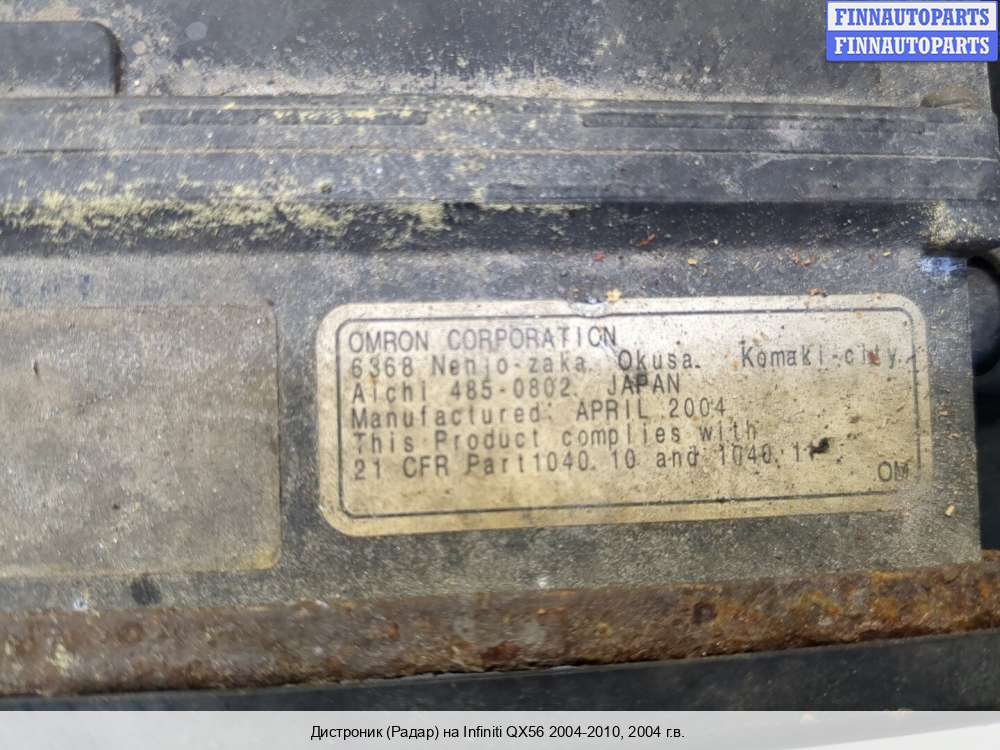 FINNAUTOPARTS
FINNAUTOPARTS
OMRON CORPORATION
6368 Nenjo-zaka, Okusa, Komaki-city,
Aichi 485-0802, JAPAN
Manufactured: APRIL 2004
This Product complies with
21 CFR Part1040.10 and 1040.11
OM
Дистроник (Радар) на Infiniti QX56 2004-2010, 2004 г.в.